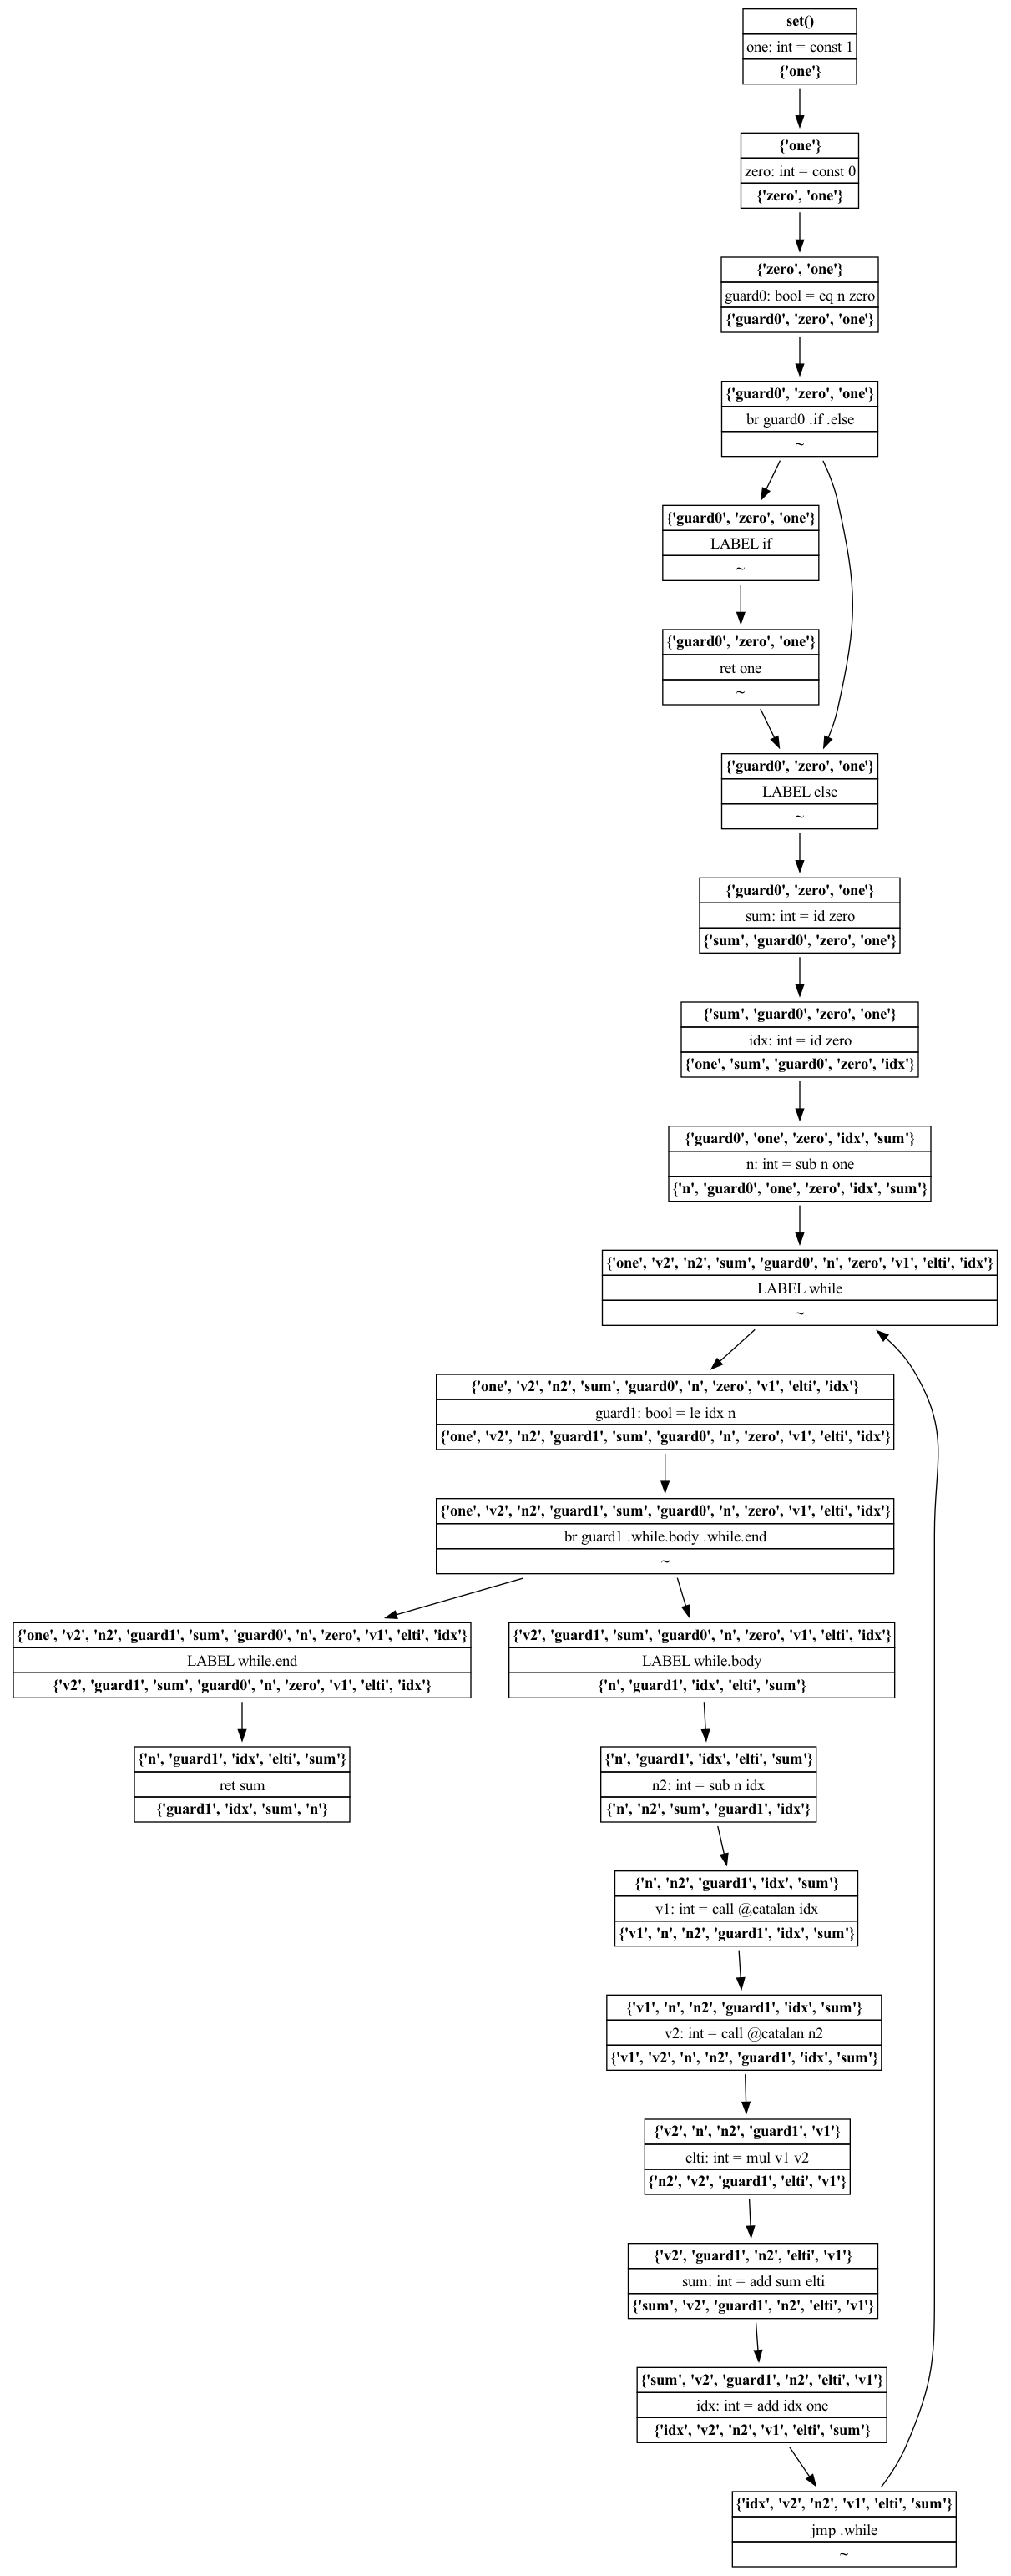 set()
one: int = const 1
{'one'}
{'one'}
zero: int = const 0
{'zero', 'one'}
{'zero', 'one'}
guard0: bool = eq n zero
{'guard0', 'zero', 'one'}
{'guard0', 'zero', 'one'}
br guard0 .if .else
~
{'guard0', 'zero', 'one'}
LABEL if
~
{'guard0', 'zero', 'one'}
ret one
~
{'guard0', 'zero', 'one'}
LABEL else
~
{'guard0', 'zero', 'one'}
sum: int = id zero
{'sum', 'guard0', 'zero', 'one'}
{'sum', 'guard0', 'zero', 'one'}
idx: int = id zero
{'one', 'sum', 'guard0', 'zero', 'idx'}
{'guard0', 'one', 'zero', 'idx', 'sum'}
n: int = sub n one
{'n', 'guard0', 'one', 'zero', 'idx', 'sum'}
{'one', 'v2', 'n2', 'sum', 'guard0', 'n', 'zero', 'v1', 'elti', 'idx'}
LABEL while
~
{'one', 'v2', 'n2', 'sum', 'guard0', 'n', 'zero', 'v1', 'elti', 'idx'}
guard1: bool = le idx n
{'one', 'v2', 'n2', 'guard1', 'sum', 'guard0', 'n', 'zero', 'v1', 'elti', 'idx'}
{'one', 'v2', 'n2', 'guard1', 'sum', 'guard0', 'n', 'zero', 'v1', 'elti', 'idx'}
br guard1 .while.body .while.end
~
{'one', 'v2', 'n2', 'guard1', 'sum', 'guard0', 'n', 'zero', 'v1', 'elti', 'idx'}
LABEL while.end
{'v2', 'guard1', 'sum', 'guard0', 'n', 'zero', 'v1', 'elti', 'idx'}
{'v2', 'guard1', 'sum', 'guard0', 'n', 'zero', 'v1', 'elti', 'idx'}
LABEL while.body
{'n', 'guard1', 'idx', 'elti', 'sum'}
{'n', 'guard1', 'idx', 'elti', 'sum'}
ret sum
{'guard1', 'idx', 'sum', 'n'}
{'n', 'guard1', 'idx', 'elti', 'sum'}
n2: int = sub n idx
{'n', 'n2', 'sum', 'guard1', 'idx'}
{'n', 'n2', 'guard1', 'idx', 'sum'}
v1: int = call @catalan idx
{'v1', 'n', 'n2', 'guard1', 'idx', 'sum'}
{'v1', 'n', 'n2', 'guard1', 'idx', 'sum'}
v2: int = call @catalan n2
{'v1', 'v2', 'n', 'n2', 'guard1', 'idx', 'sum'}
{'v2', 'n', 'n2', 'guard1', 'v1'}
elti: int = mul v1 v2
{'n2', 'v2', 'guard1', 'elti', 'v1'}
{'v2', 'guard1', 'n2', 'elti', 'v1'}
sum: int = add sum elti
{'sum', 'v2', 'guard1', 'n2', 'elti', 'v1'}
{'sum', 'v2', 'guard1', 'n2', 'elti', 'v1'}
idx: int = add idx one
{'idx', 'v2', 'n2', 'v1', 'elti', 'sum'}
{'idx', 'v2', 'n2', 'v1', 'elti', 'sum'}
jmp .while
~